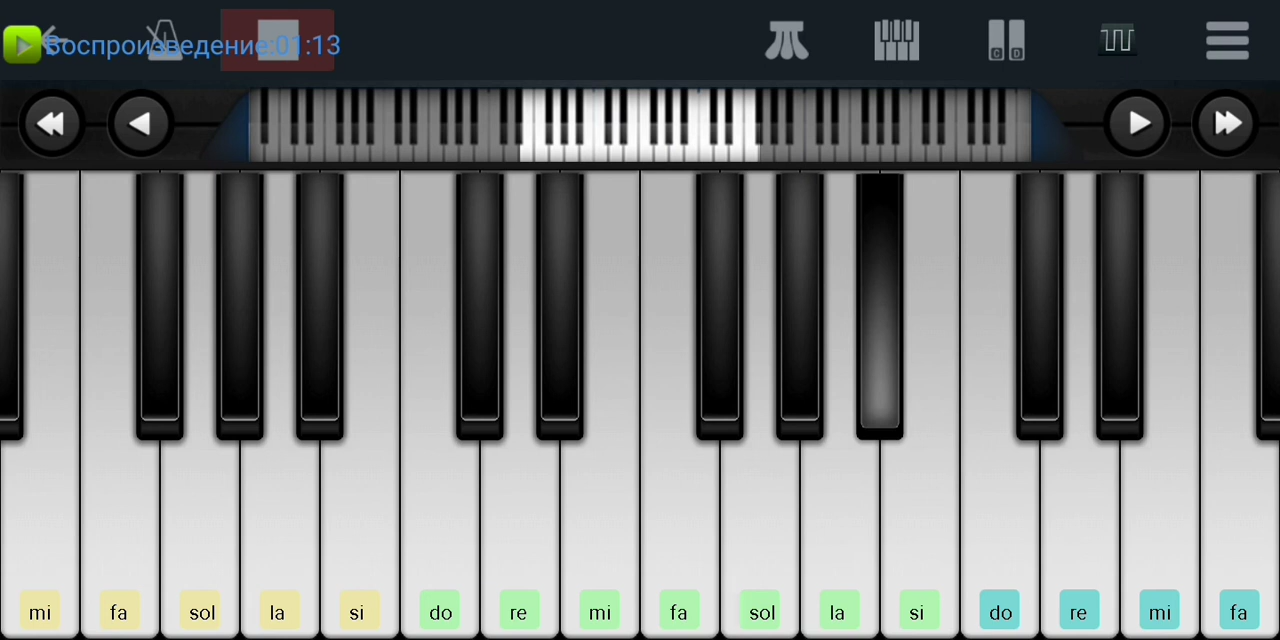 Воспроизведение:01:13
C D
mi fa sol la si do re mi fa sol la si do re mi fa